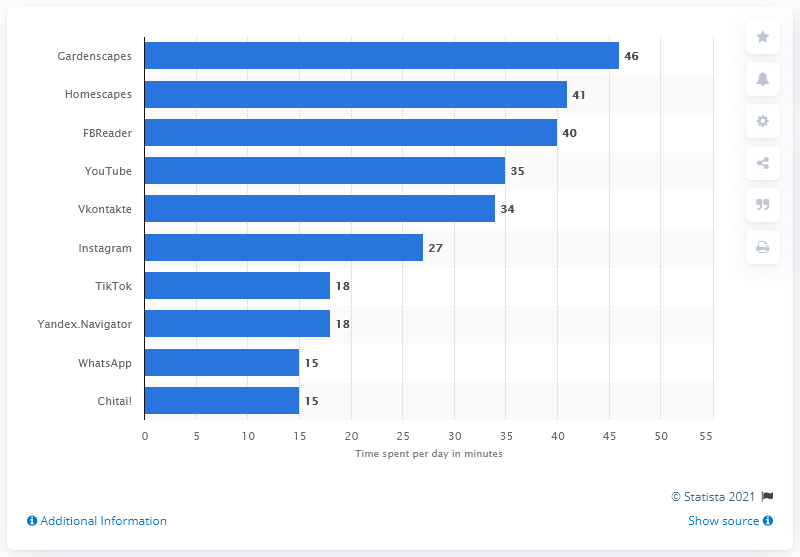 Gardenscapes 46
Homescapes 41
FBReader 40
YouTube 35
Vkontakte 34
Instagram 27
TikTok 18
Yandex.Navigator 18
WhatsApp 15
Chitai! 15
0 5 10 15 20 25 30 35 40 45 50 55
Time spent per day in minutes
© Statista 2021
Additional Information
Show source